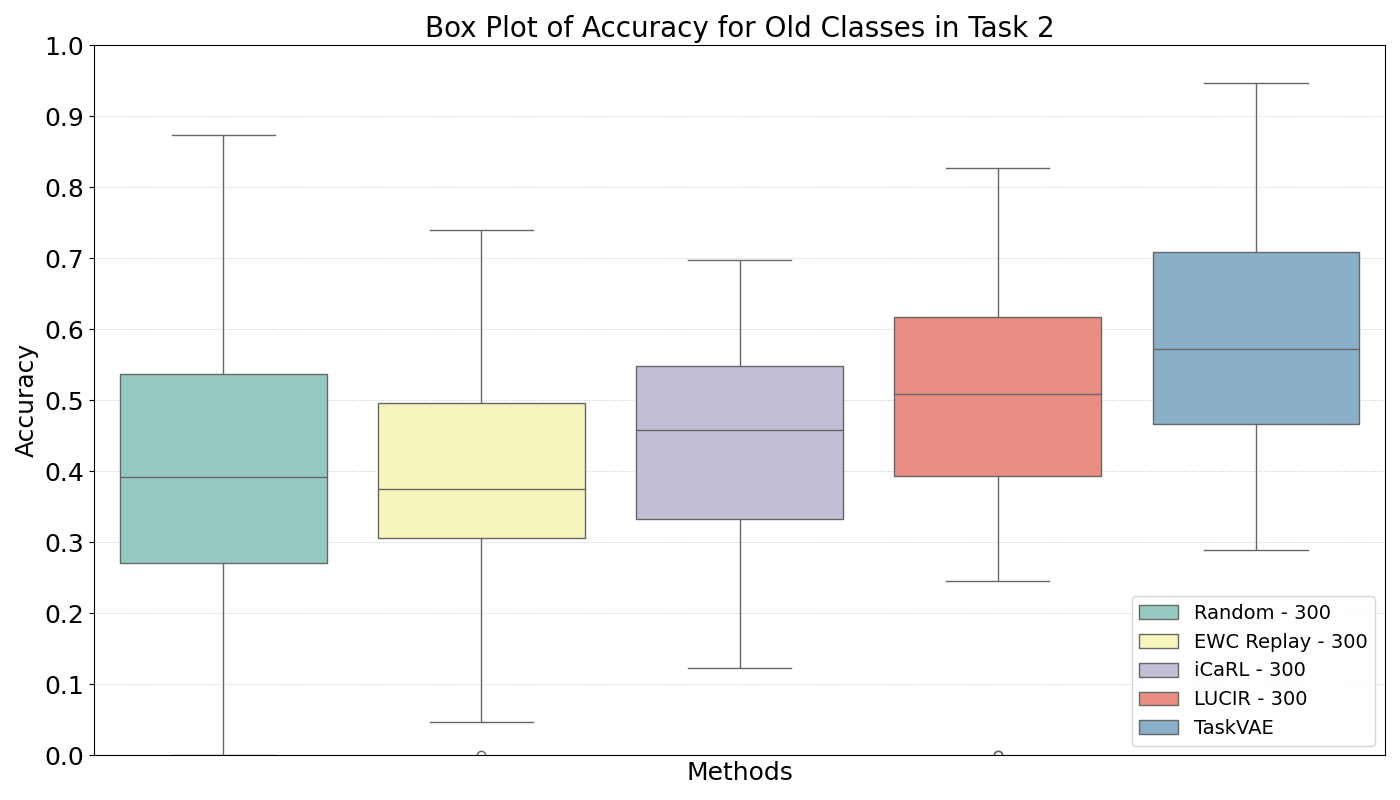 Box Plot of Accuracy for Old Classes in Task 2
1.0
0.9
0.8
0.7
0.6
0.5
0.4
0.3
0.2
0.1
0.0
Accuracy
Methods
Random - 300
EWC Replay - 300
iCaRL - 300
LUCIR - 300
TaskVAE